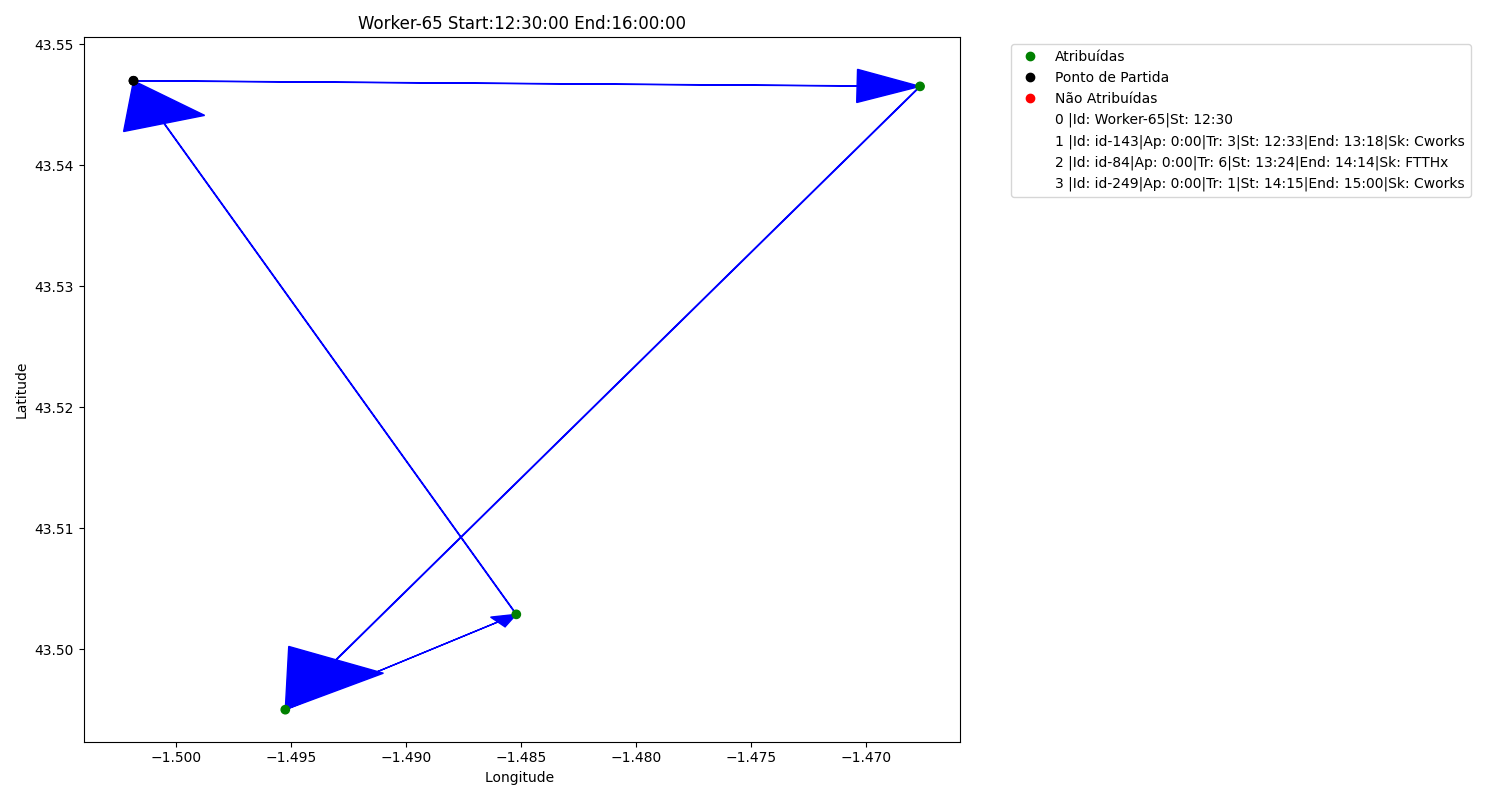 Worker-65 Start:12:30:00 End:16:00:00
43.55
43.54
43.53
43.52
43.51
43.50
Latitude
−1.500
−1.495
−1.490
−1.485
−1.480
−1.475
−1.470
Longitude
Atribuídas
Ponto de Partida
Não Atribuídas
0 |Id: Worker-65|St: 12:30
1 |Id: id-143|Ap: 0:00|Tr: 3|St: 12:33|End: 13:18|Sk: Cworks
2 |Id: id-84|Ap: 0:00|Tr: 6|St: 13:24|End: 14:14|Sk: FTTHx
3 |Id: id-249|Ap: 0:00|Tr: 1|St: 14:15|End: 15:00|Sk: Cworks